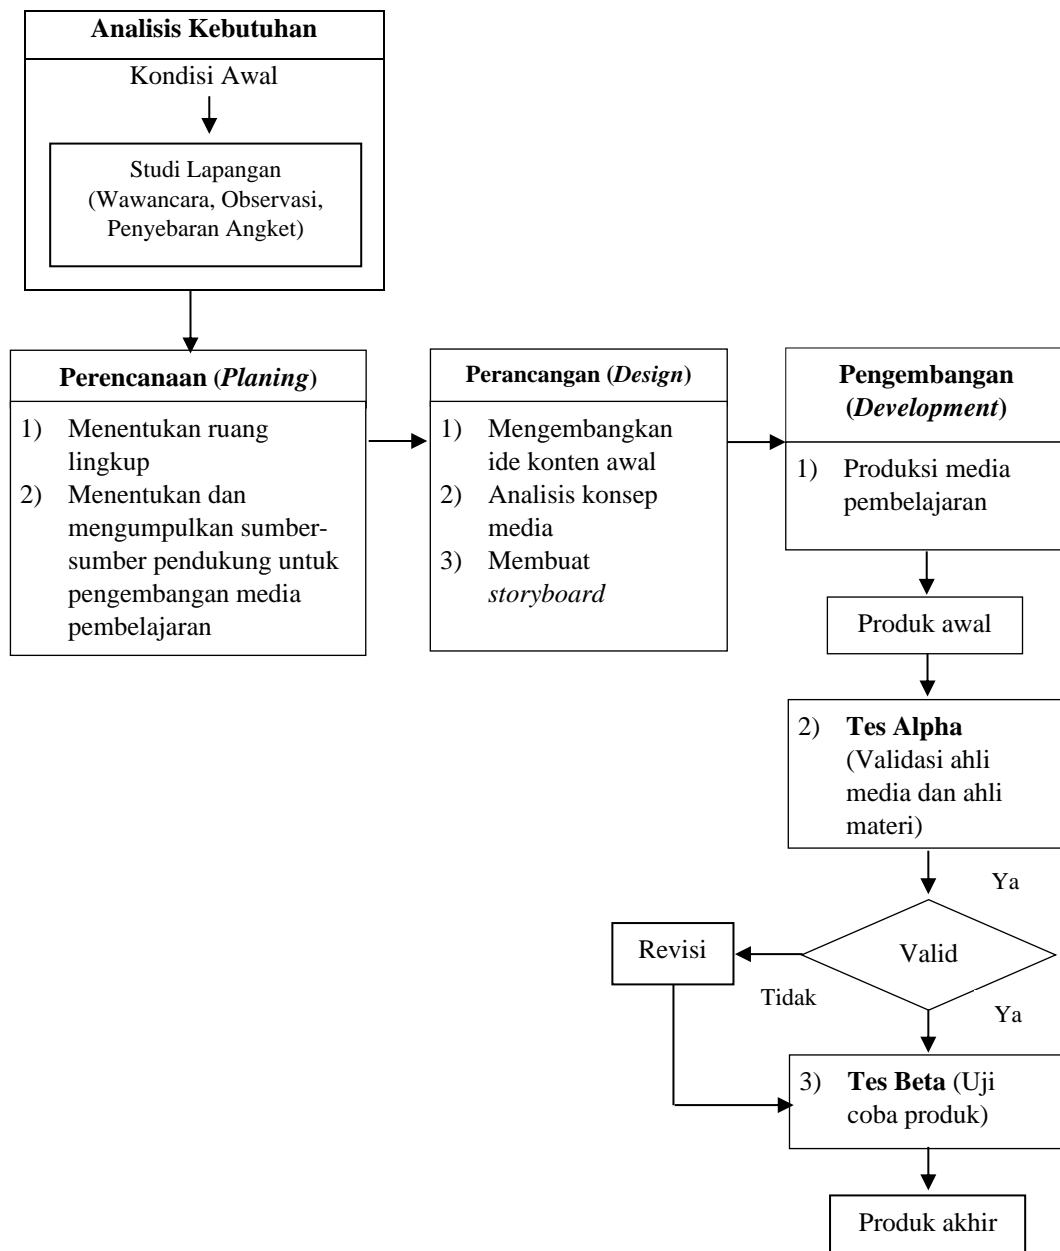 Analisis Kebutuhan
Kondisi Awal
Studi Lapangan
(Wawancara, Observasi,
Penyebaran Angket)
Perencanaan (Planing)
1) Menentukan ruang
lingkup
2) Menentukan dan
mengumpulkan sumber-
sumber pendukung untuk
pengembangan media
pembelajaran
Perancangan (Design)
1) Mengembangkan
ide konten awal
2) Analisis konsep
media
3) Membuat
storyboard
Pengembangan
(Development)
1) Produksi media
pembelajaran
Produk awal
2) Tes Alpha
(Validasi ahli
media dan ahli
materi)
Ya
Valid
Revisi
Tidak
Ya
3) Tes Beta (Uji
coba produk)
Produk akhir